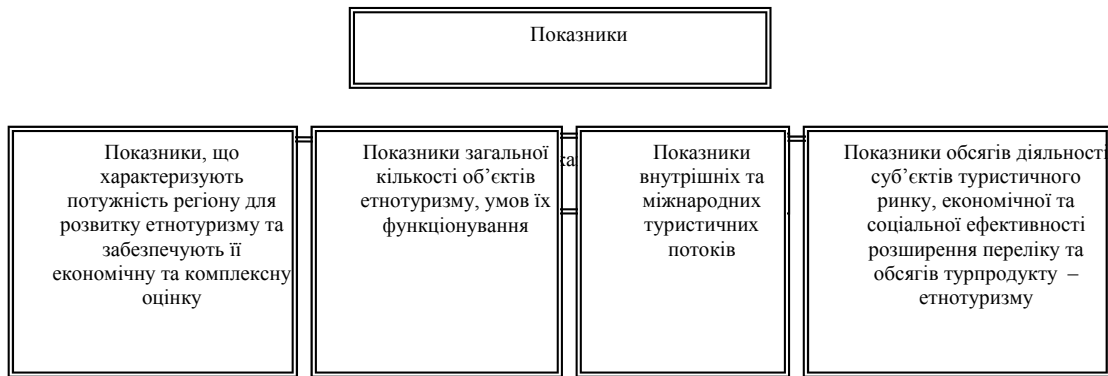 Показники
Показники, що
характеризують
потужність регіону для
розвитку етнотуризму та
забезпечують її
економічну та комплексну
оцінку
Показники загальної
кількості об’єктів
етнотуризму, умов їх
функціонування
Показники
внутрішніх та
міжнародних
туристичних
потоків
Показники обсягів діяльності
суб’єктів туристичного
ринку, економічної та
соціальної ефективності
розширення переліку та
обсягів турпродукту –
етнотуризму